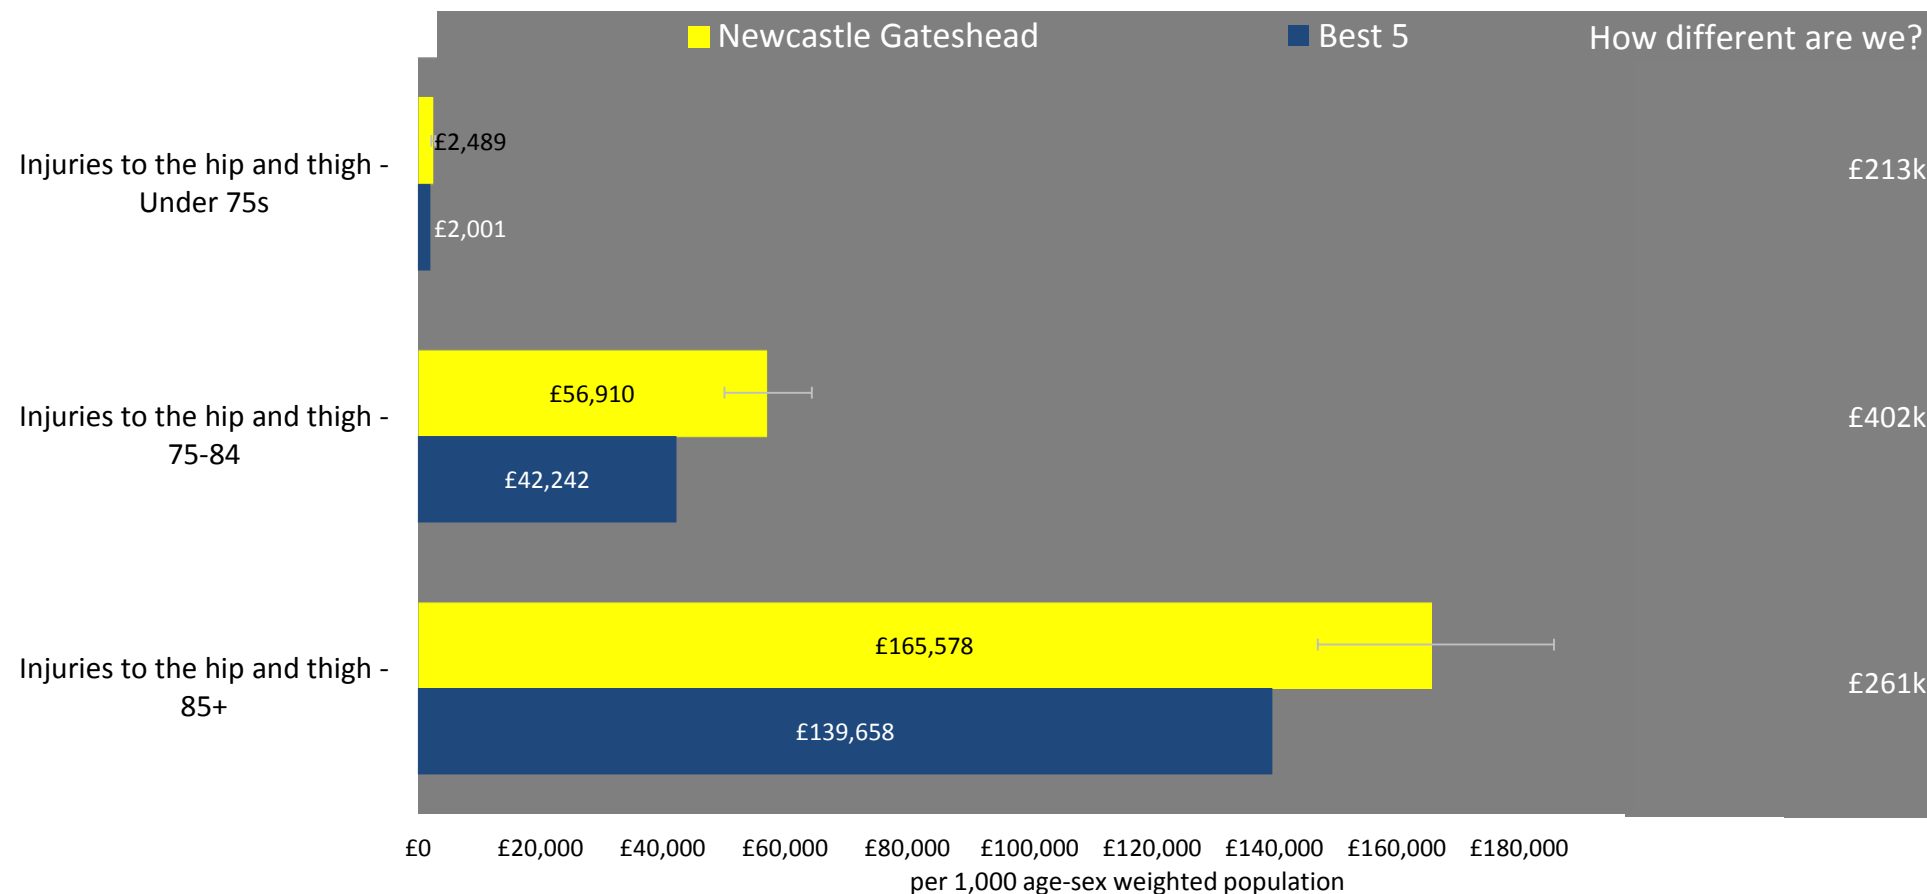 Newcastle Gateshead Best 5 How different are we?
Injuries to the hip and thigh -
Under 75s
£2,489
£2,001
£213k
Injuries to the hip and thigh -
75-84
£56,910
£42,242
£402k
Injuries to the hip and thigh -
85+
£165,578
£139,658
£261k
£0 £20,000 £40,000 £60,000 £80,000 £100,000 £120,000 £140,000 £160,000 £180,000
per 1,000 age-sex weighted population